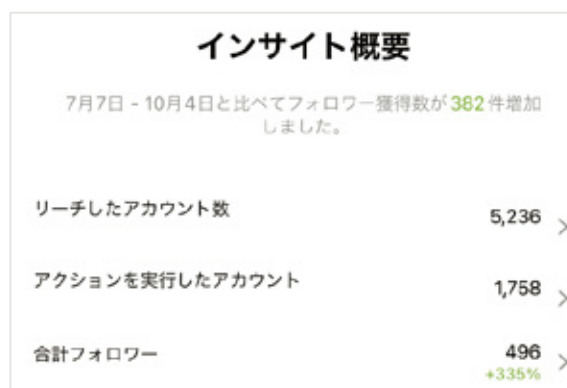 インサイト概要
7月7日 - 10月4日と比べてフォロワー獲得数が382件増加
しました。
リーチしたアカウント数
5,236
アクションを実行したアカウント
1,758
合計フォロワー
496
+335%